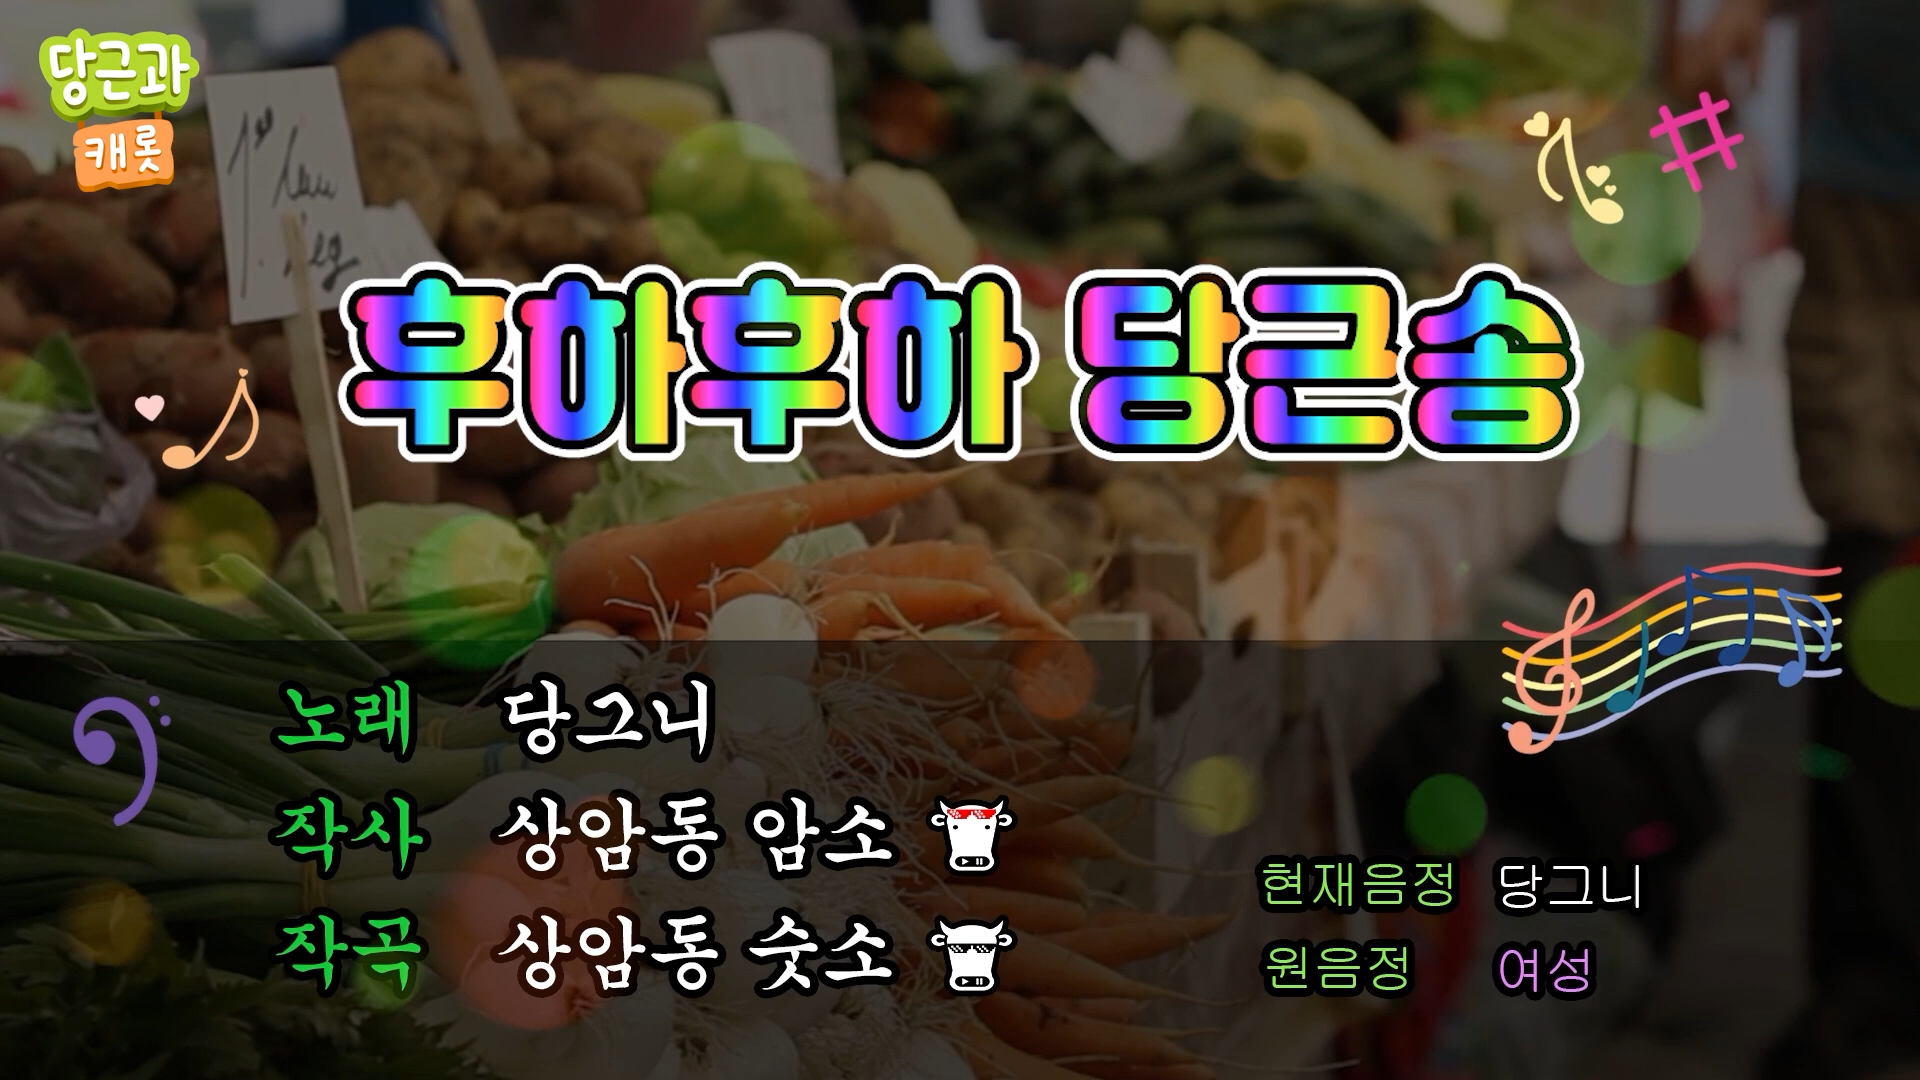 당근과
캐롯
후하후하 당근송
노래 당그니
작사 상암동 암소
작곡 상암동 숫소
현재음정 당그니
원음정 여성